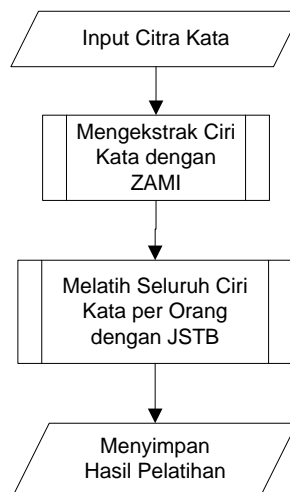 Input Citra Kata
Mengekstrak Ciri
Kata dengan
ZAMI
Melatih Seluruh Ciri
Kata per Orang
dengan JSTB
Menyimpan
Hasil Pelatihan